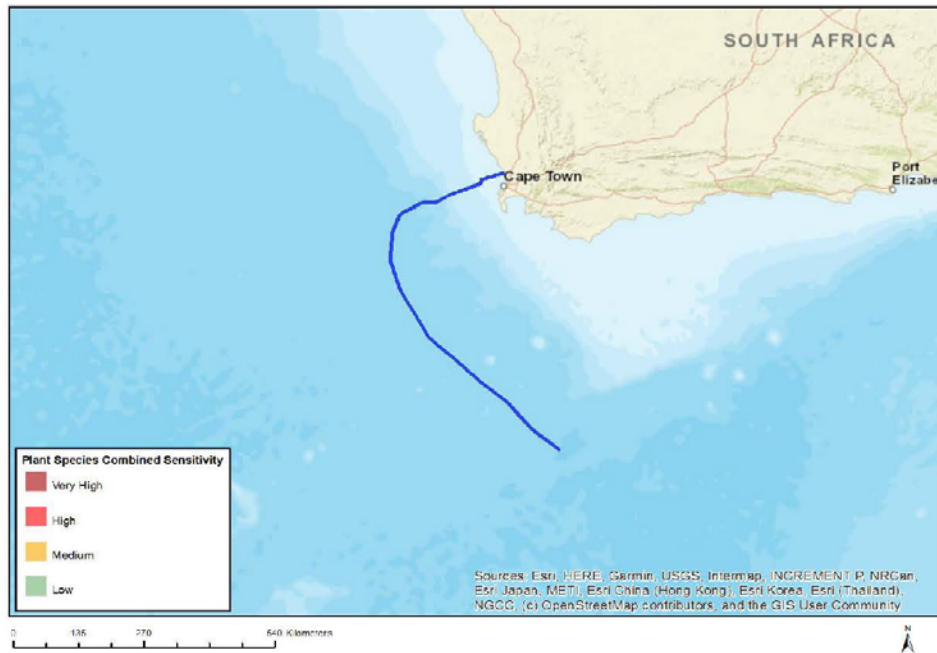 SOUTH AFRICA
Cape Town
Port
Elizabe
Plant Species Combined Sensitivity
Very High
High
Medium
Low
Sources: Esri, HERE, Garmin, USGS, Intermap, INCREMENT P, NRCan,
Esri Japan, METI, Esri China (Hong Kong), Esri Korea, Esri (Thailand),
NGCC, (c) OpenStreetMap contributors, and the GIS User Community
0 135 270 540 Kilometers
N